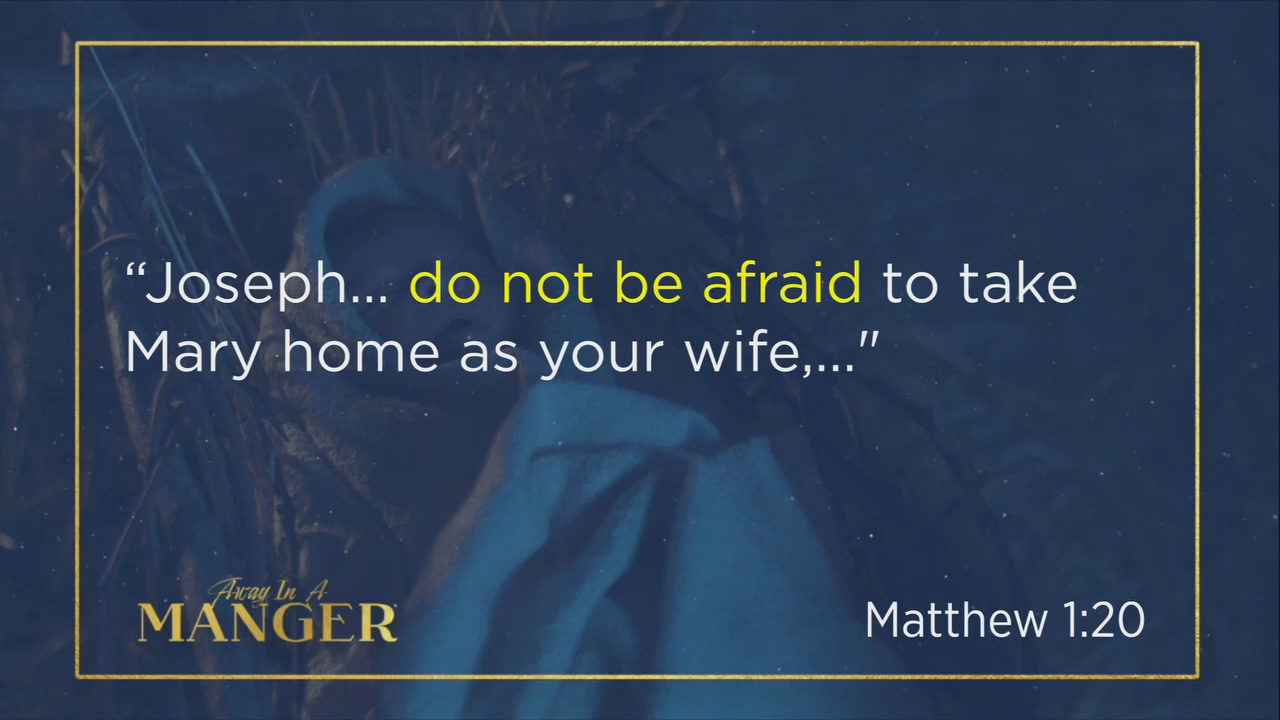 “Joseph... do not be afraid to take
Mary home as your wife,..."
Away In A
MANGER
Matthew 1:20